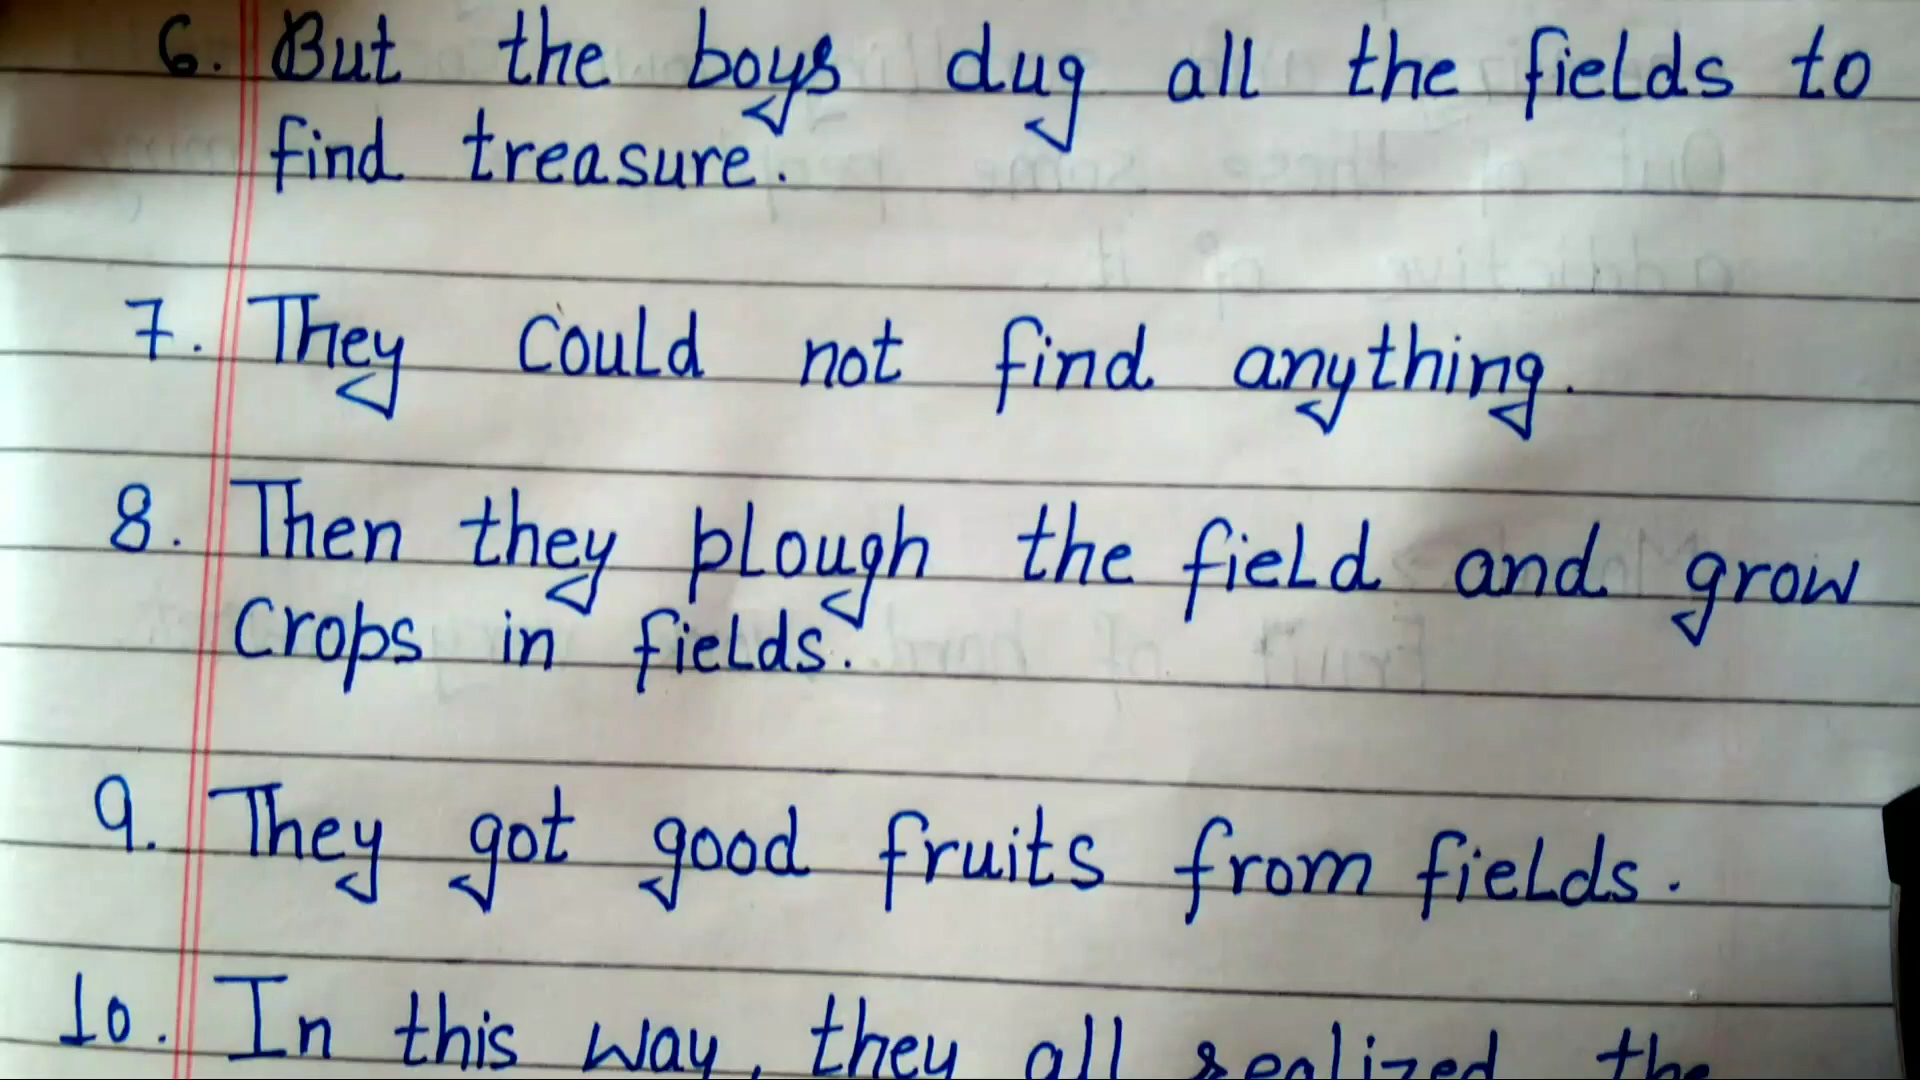 6. But the boys dug all the fields to
find treasure.
7. They could not find anything.
8. Then they plough the field and grow
crops in fields.
9. They got good fruits from fields.
10. In this way, they all realized the